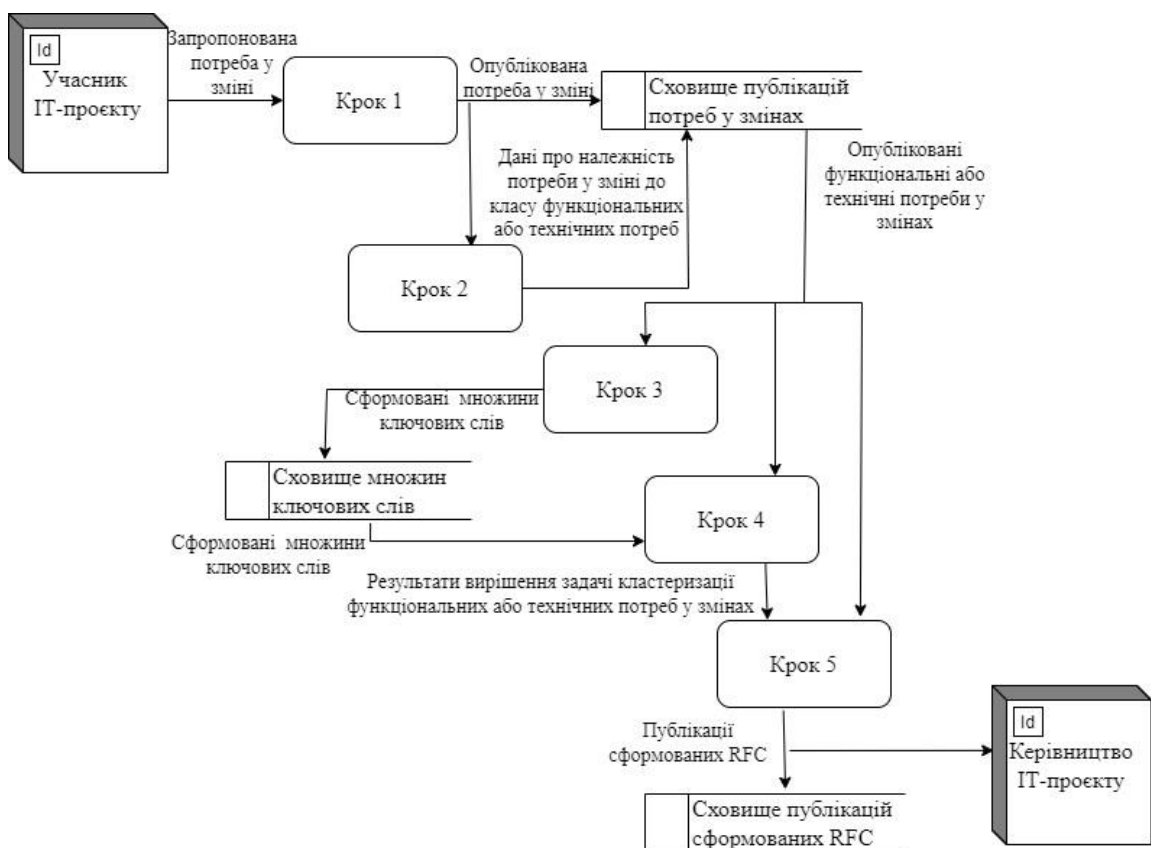 Id
Учасник
ІТ-проєкту
Запропонована
потреба у
зміні
Крок 1
Опублікована
потреба у зміні
Сховище публікацій
потреб у змінах
Дані про належність
потреби у зміні до
класу функціональних
або технічних потреб
Опубліковані
функціональні або
технічні потреби у
змінах
Крок 2
Крок 3
Сформовані множини
ключових слів
Сховище множин
ключових слів
Крок 4
Сформовані множини
ключових слів
Результати вирішення задачі кластеризації
функціональних або технічних потреб у змінах
Крок 5
Публікації
сформованих RFC
Id
Керівництво
ІТ-проєкту
Сховище публікацій
сформованих RFC